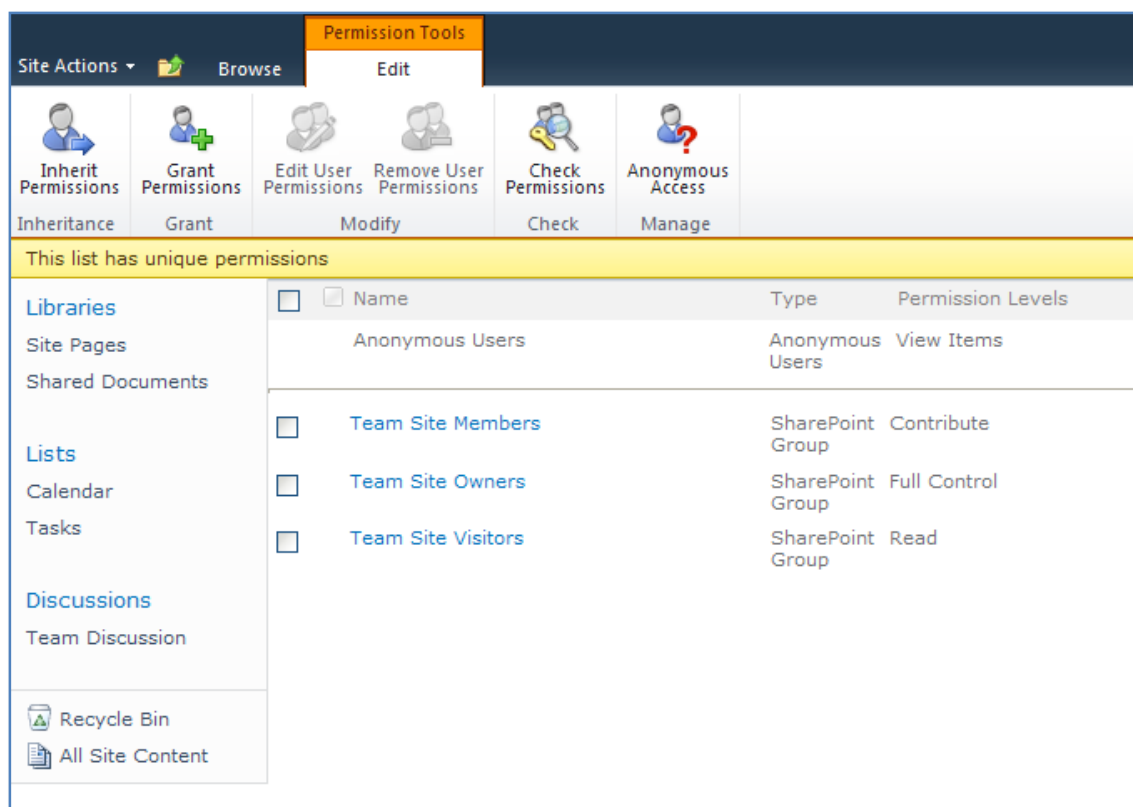 Permission Tools
Site Actions Browse Edit
Inherit Permissions
Grant Permissions
Edit User Permissions
Remove User Permissions
Check Permissions
Anonymous Access
Inheritance Grant Modify Check Manage
This list has unique permissions
Libraries
Site Pages
Shared Documents
Lists
Calendar
Tasks
Discussions
Team Discussion
Recycle Bin
All Site Content
Name Type Permission Levels
Anonymous Users Anonymous Users View Items
Team Site Members SharePoint Group Contribute
Team Site Owners SharePoint Group Full Control
Team Site Visitors SharePoint Group Read